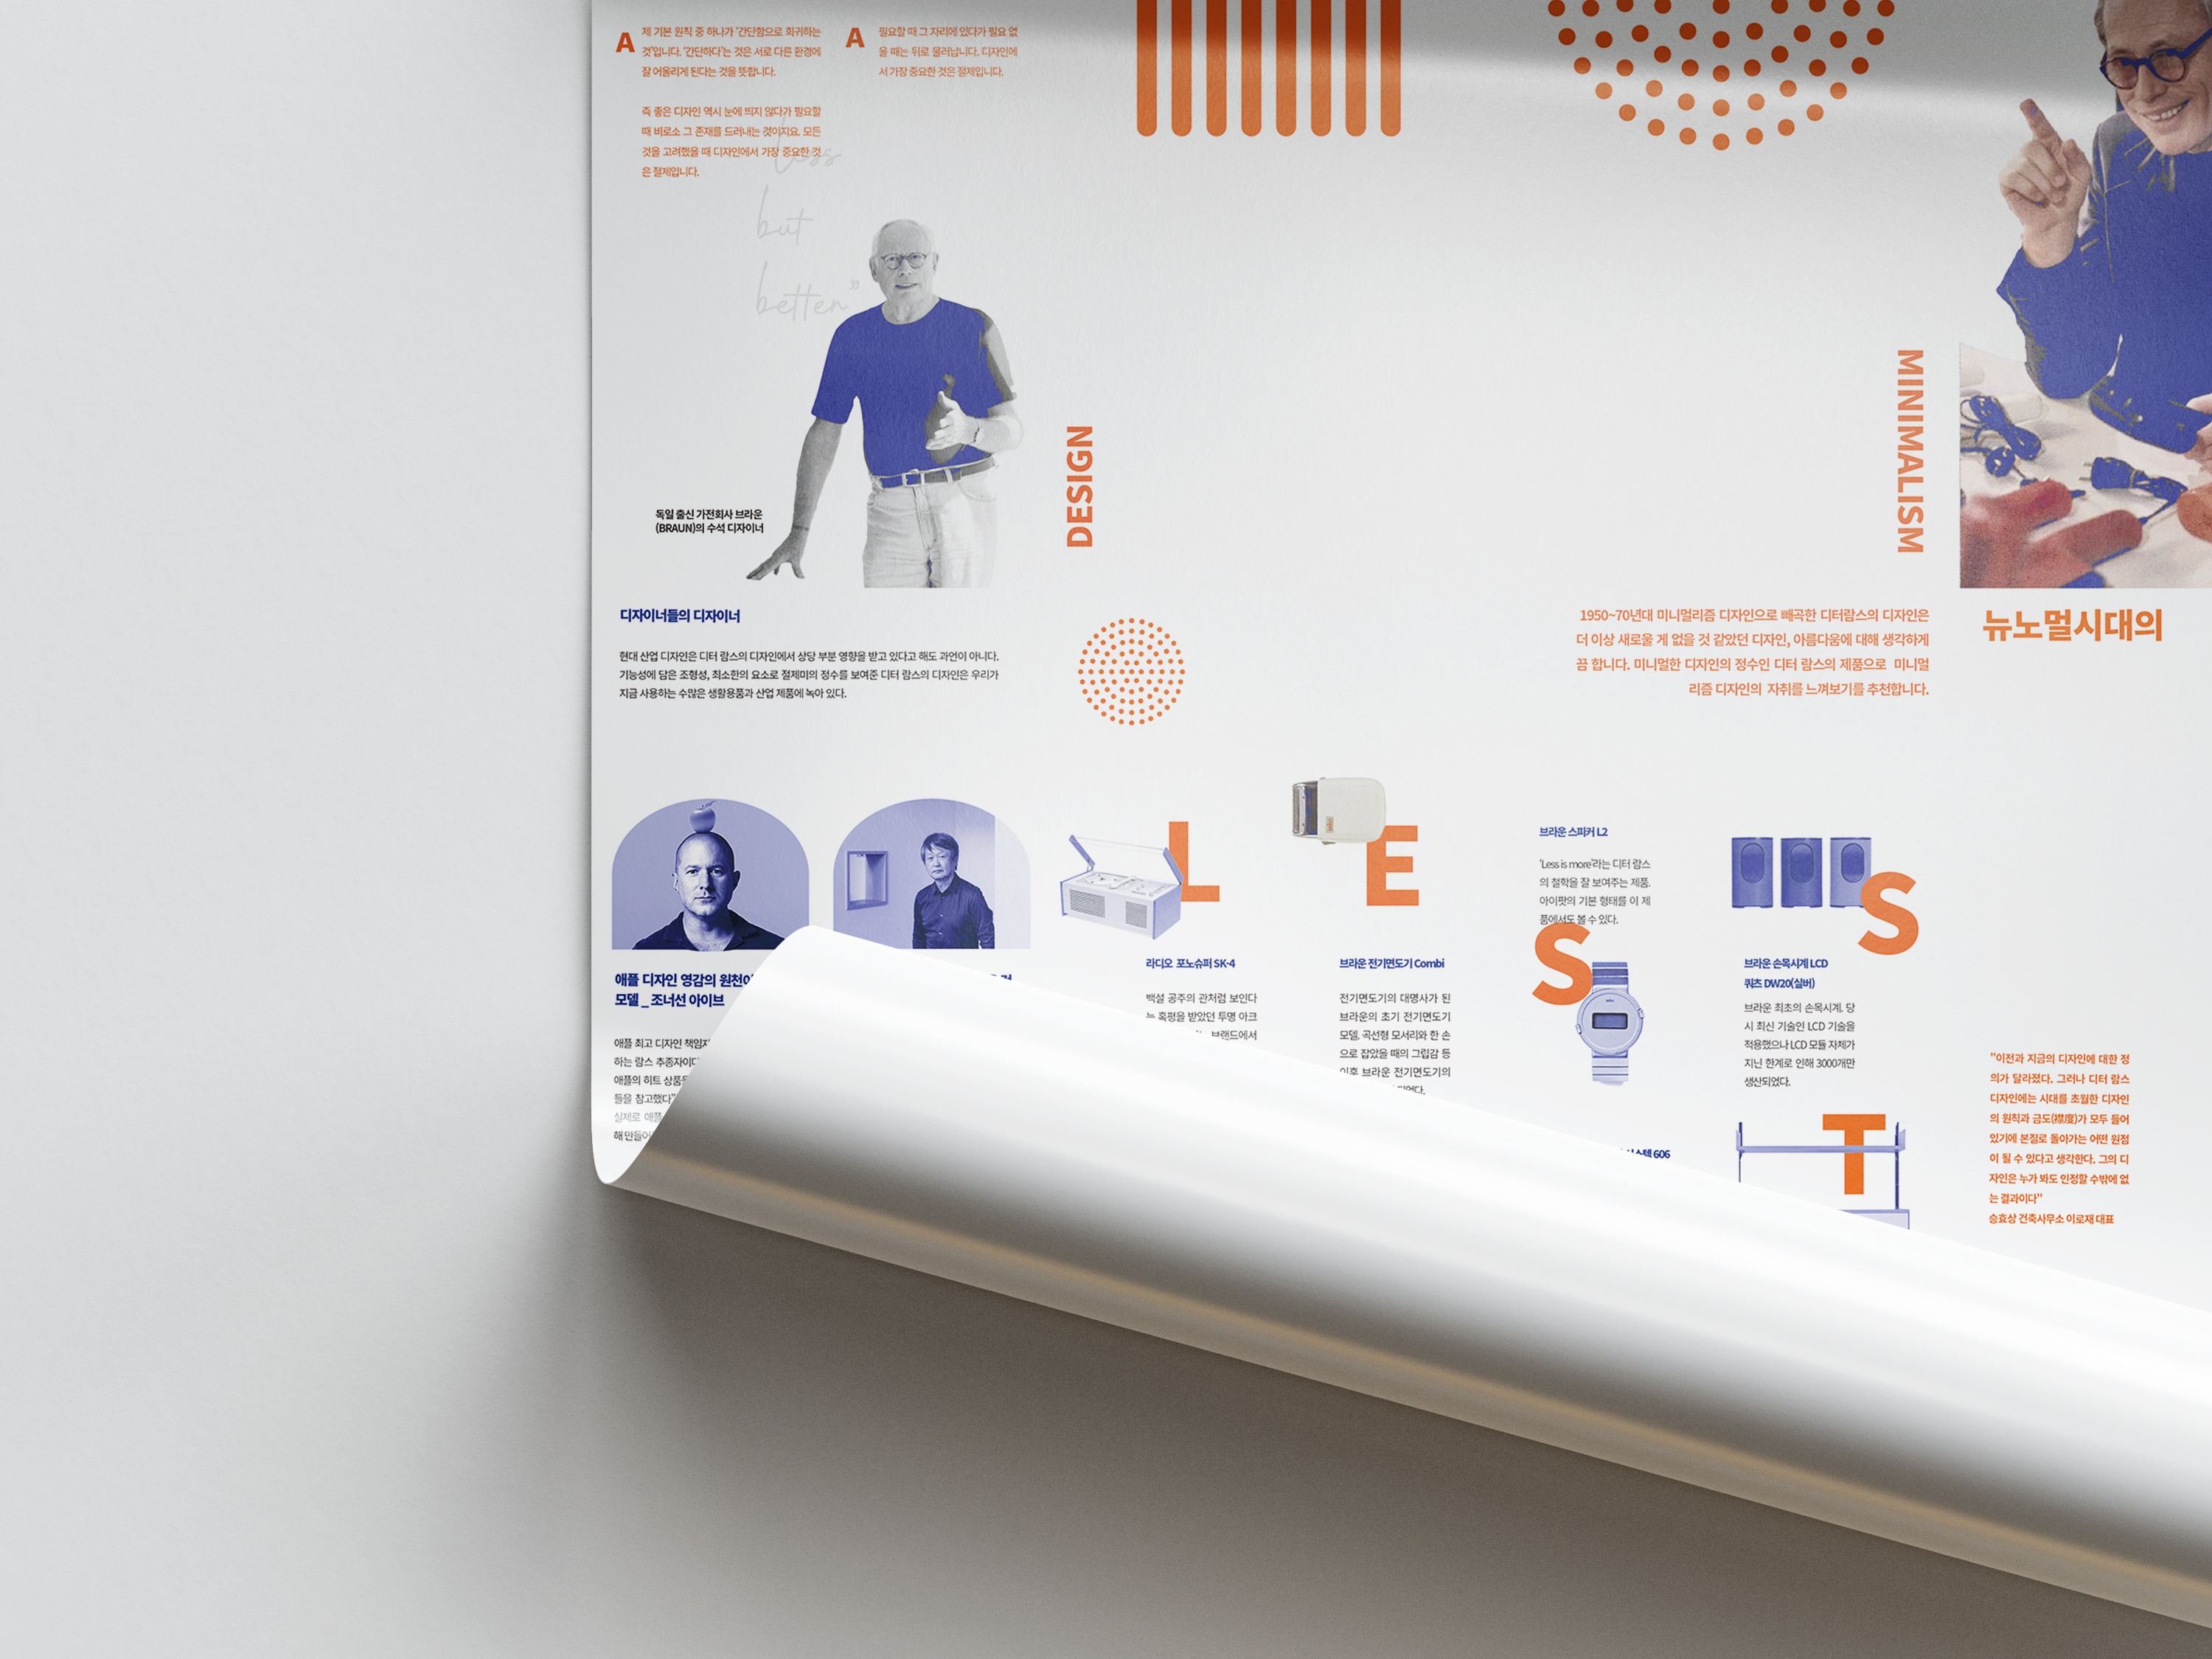 A
제 기본 원칙 중 하나가 '간단함으로 회귀하는
것'입니다. '간단하다'는 것은 서로 다른 환경에
잘 어울리게 된다는 것을 뜻합니다.
즉 좋은 디자인 역시 눈에 띄지 않다가 필요할
때 비로소 그 존재를 드러내는 것이지요. 모든
것을 고려했을 때 디자인에서 가장 중요한 것
은 절제입니다.
A
필요할 때 그 자리에 있다가 필요 없
을 때는 뒤로 물러납니다. 디자인에
서 가장 중요한 것은 절제입니다.
less
but
better”
독일 출신 가전회사 브라운
(BRAUN)의 수석 디자이너
DESIGN
MINIMALISM
디자이너들의 디자이너
현대 산업 디자인은 디터 람스의 디자인에서 상당 부분 영향을 받고 있다고 해도 과언이 아니다.
기능성에 담은 조형성, 최소한의 요소로 절제미의 정수를 보여준 디터 람스의 디자인은 우리가
지금 사용하는 수많은 생활용품과 산업 제품에 녹아 있다.
1950~70년대 미니멀리즘 디자인으로 빼곡한 디터람스의 디자인은
더 이상 새로울 게 없을 것 같았던 디자인, 아름다움에 대해 생각하게
끔 합니다. 미니멀한 디자인의 정수인 디터 람스의 제품으로 미니멀
리즘 디자인의 자취를 느껴보기를 추천합니다.
뉴노멀시대의
애플 디자인 영감의 원천이
모델 _ 조너선 아이브
애플 최고 디자인 책임자
하는 람스 추종자이다
애플의 히트 상품을
들을 참고했다"
실제로 애플
해 만들어
L
라디오 포노슈퍼 SK-4
백설 공주의 관처럼 보인다
는 혹평을 받았던 투명 아크
브랜드에서
E
브라운 전기면도기 Combi
전기면도기의 대명사가 된
브라운의 초기 전기면도기
모델. 곡선형 모서리와 한 손
으로 잡았을 때의 그립감 등
이후 브라운 전기면도기의
되었다.
브라운 스피커 L2
'Less is more'라는 디터 람스
의 철학을 잘 보여주는 제품.
아이팟의 기본 형태를 이 제
품에서도 볼 수 있다.
S
S
브라운 손목시계 LCD
쿼츠 DW20(실버)
브라운 최초의 손목시계. 당
시 최신 기술인 LCD 기술을
적용했으나 LCD 모듈 자체가
지닌 한계로 인해 3000개만
생산되었다.
시스템 606
T
"이전과 지금의 디자인에 대한 정
의가 달라졌다. 그러나 디터 람스
디자인에는 시대를 초월한 디자인
의 원칙과 금도(襟度)가 모두 들어
있기에 본질로 돌아가는 어떤 원점
이 될 수 있다고 생각한다. 그의 디
자인은 누가 봐도 인정할 수밖에 없
는 결과이다"
승효상 건축사무소 이로재 대표